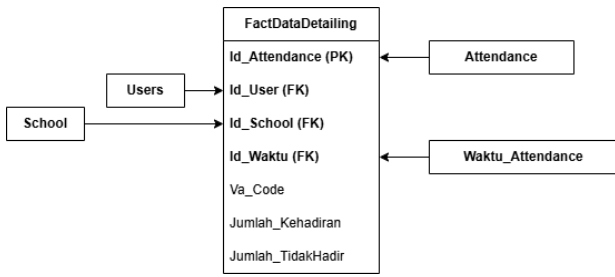 FactDataDetailing
Id_Attendance (PK)
Attendance
Users
Id_User (FK)
School
Id_School (FK)
Id_Waktu (FK)
Waktu_Attendance
Va_Code
Jumlah_Kehadiran
Jumlah_TidakHadir